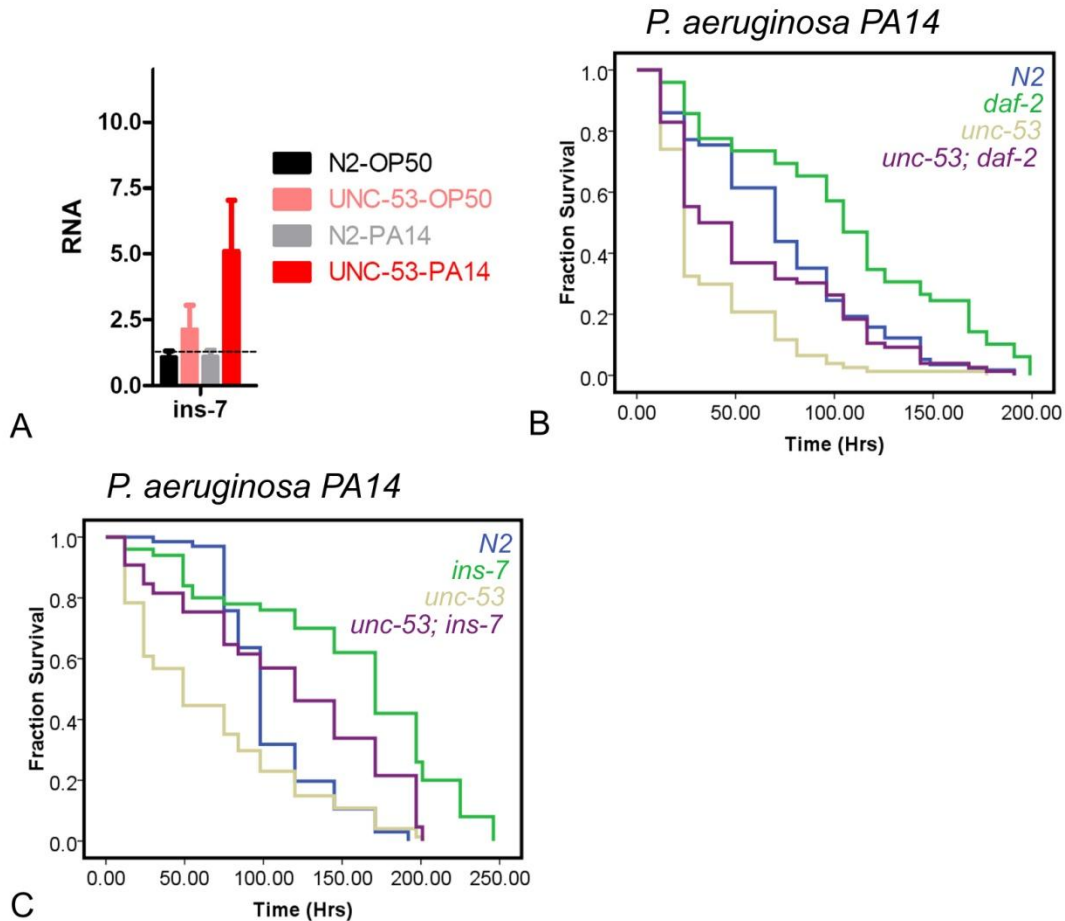 P. aeruginosa PA14
RNA
10.0
7.5
5.0
2.5
0.0
ins-7
N2-OP50
UNC-53-OP50
N2-PA14
UNC-53-PA14
A
Fraction Survival
1.0
0.8
0.6
0.4
0.2
0.0
N2
daf-2
unc-53
unc-53; daf-2
0.00 50.00 100.00 150.00 200.00
Time (Hrs)
B
P. aeruginosa PA14
Fraction Survival
1.0
0.8
0.6
0.4
0.2
0.0
N2
ins-7
unc-53
unc-53; ins-7
0.00 50.00 100.00 150.00 200.00 250.00
Time (Hrs)
C